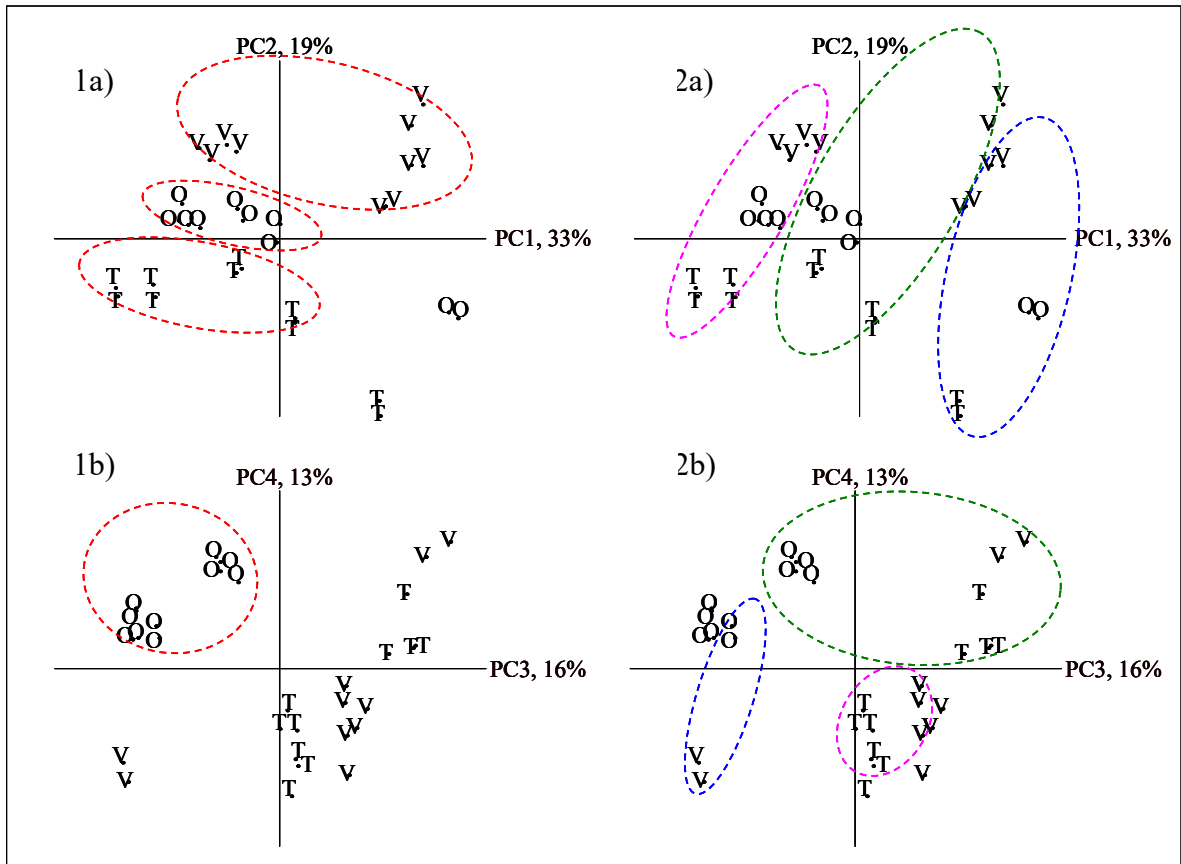 PC2, 19%
1a)
V
V
V
V V
V V
V
V V
O O
O O O O O
O
PC1, 33%
T
T
T T
T T
O O
T
T
T
T
PC2, 19%
2a)
V
V
V
V V
V V
V
V V
O O
O O O O O
O
PC1, 33%
T
T
T T
T T
O O
T
T
T
T
1b)
PC4, 13%
V
O V
O
O O
T
O
O O
O O
O T T T
PC3, 16%
V
T V V
T T V
V
T
V T
V V
T
2b)
PC4, 13%
V
O V
O
O O
T
O
O O
O O
O T T T
PC3, 16%
V
T V V
T T V
V
T
V T
V V
T